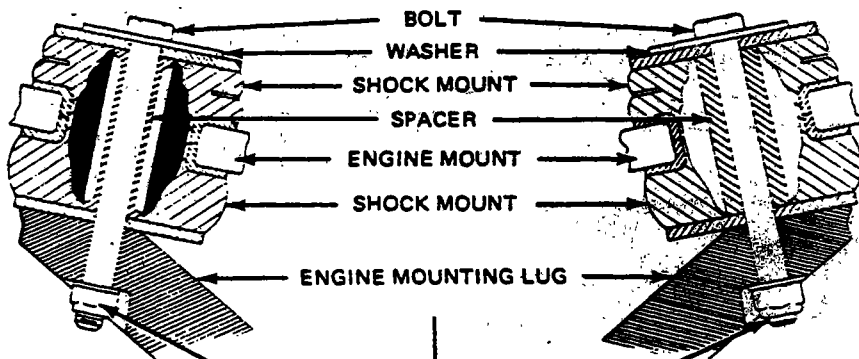 BOLT
WASHER
SHOCK MOUNT
SPACER
ENGINE MOUNT
SHOCK MOUNT
ENGINE MOUNTING LUG